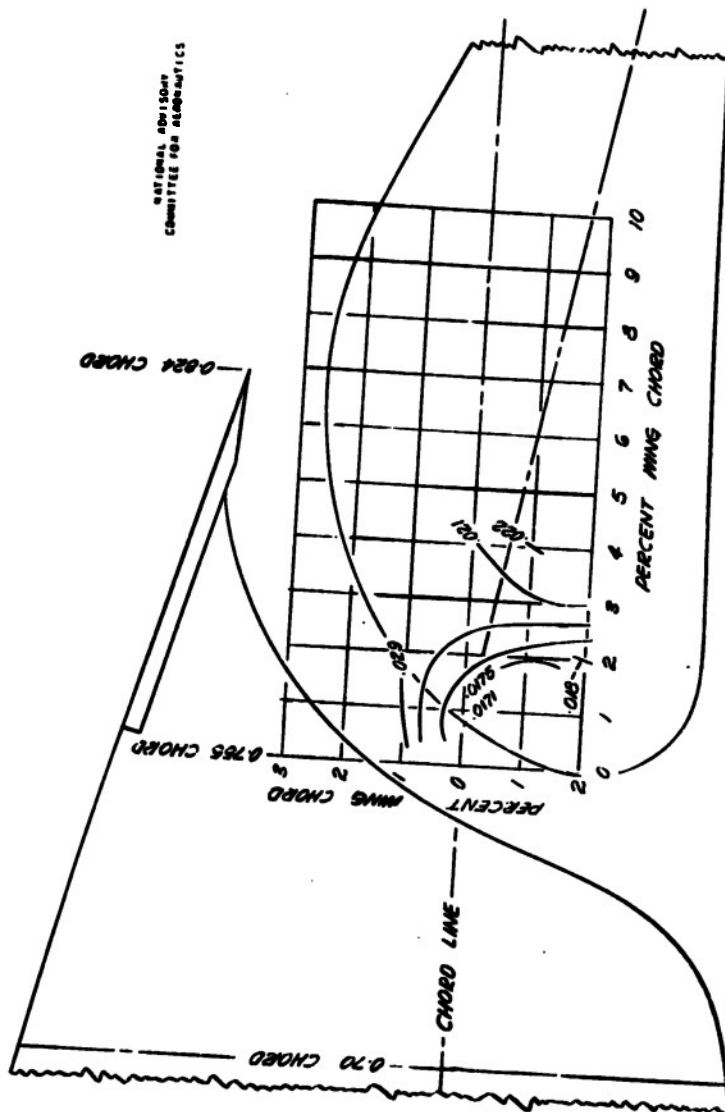 NATIONAL ADVISORY
COMMITTEE FOR AERONAUTICS
0.824 CHORD
0.765 CHORD
0.70 CHORD
CHORD LINE
PERCENT WING CHORD
3
2
1
0
1
2
PERCENT WING CHORD
0
1
2
3
4
5
6
7
8
9
10
.029
.021
.022
.0175
.0171
.018